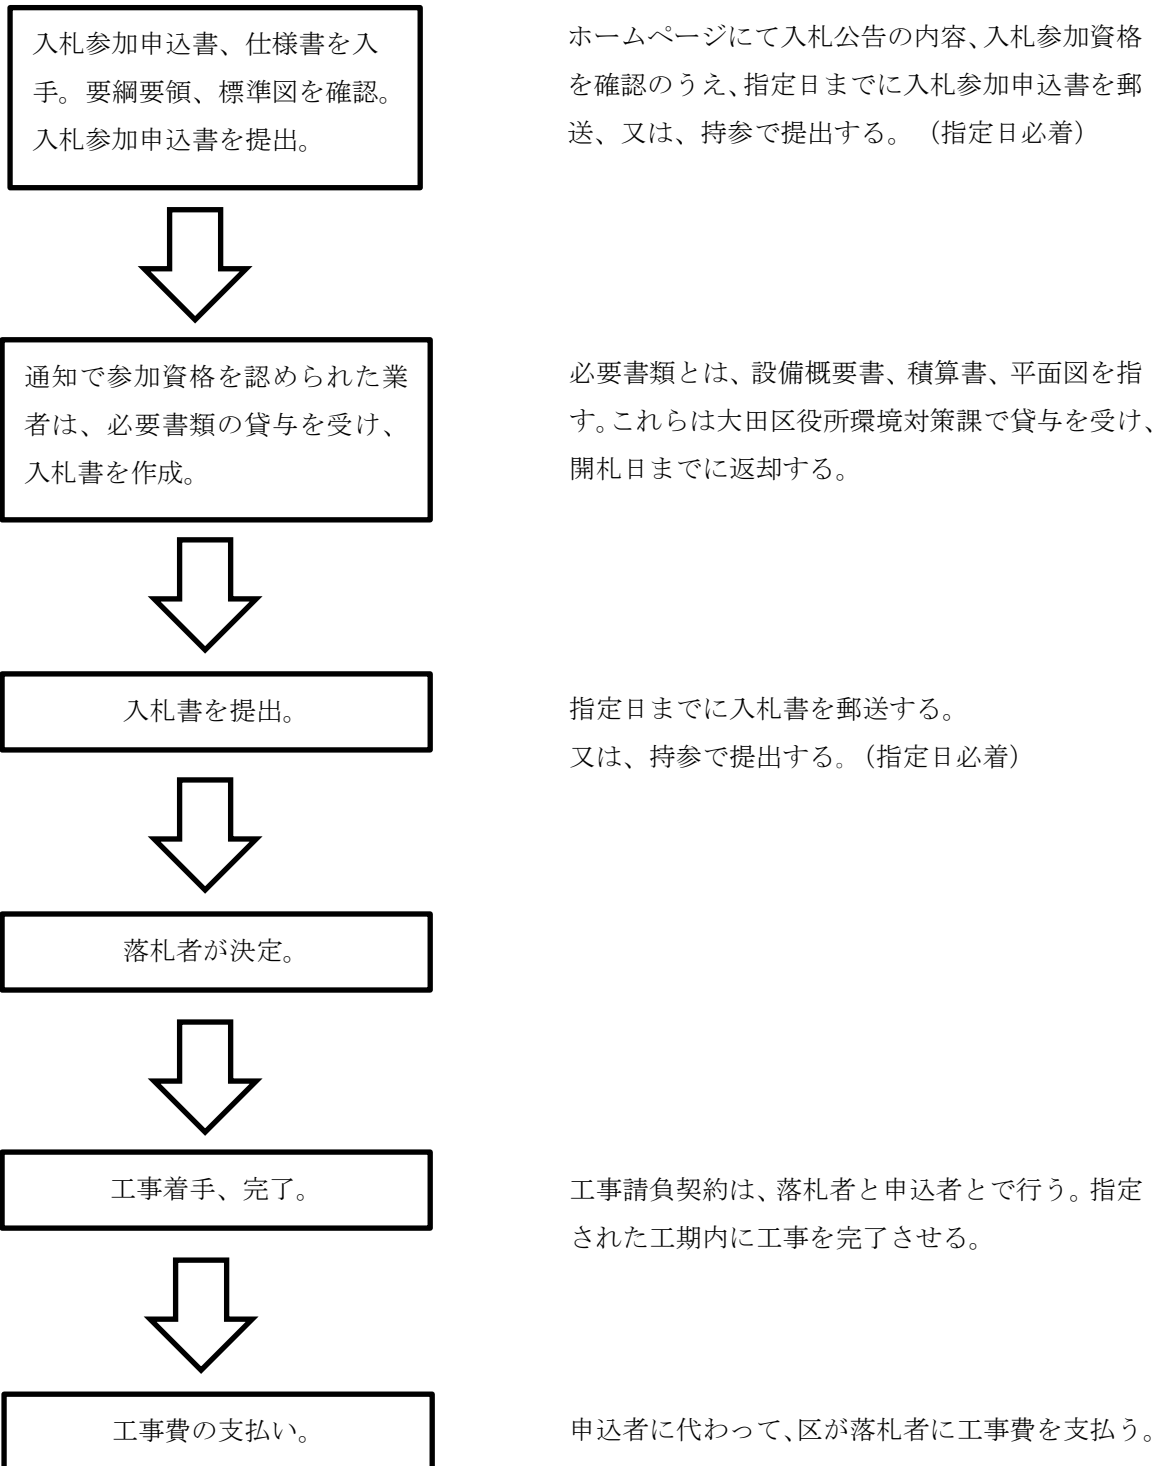 入札参加申込書、仕様書を入
手。要綱要領、標準図を確認。
入札参加申込書を提出。
ホームページにて入札公告の内容、入札参加資格
を確認のうえ、指定日までに入札参加申込書を郵
送、又は、持参で提出する。（指定日必着）
通知で参加資格を認められた業
者は、必要書類の貸与を受け、
入札書を作成。
必要書類とは、設備概要書、積算書、平面図を指
す。これらは大田区役所環境対策課で貸与を受け、
開札日までに返却する。
入札書を提出。
指定日までに入札書を郵送する。
又は、持参で提出する。（指定日必着）
落札者が決定。
工事着手、完了。
工事請負契約は、落札者と申込者とで行う。指定
された工期内に工事を完了させる。
工事費の支払い。
申込者に代わって、区が落札者に工事費を支払う。